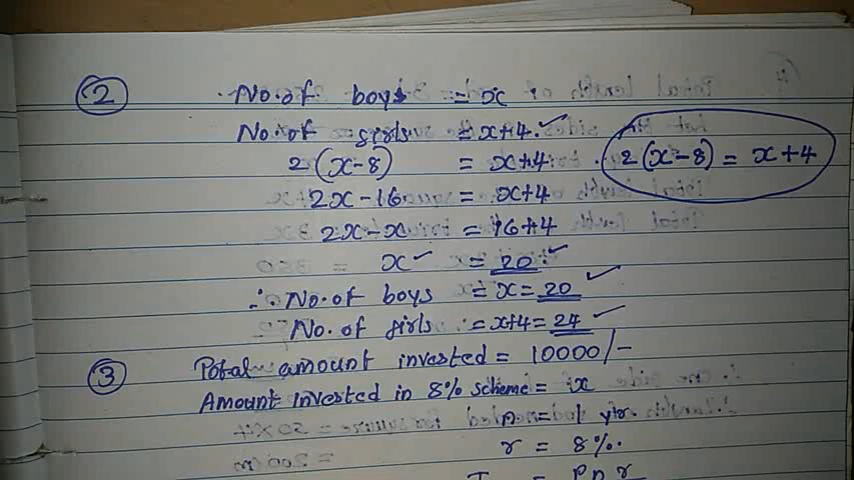 2
No. of boys = x
No. of girls = x+4. ✓
2(x-8) = x+4.
2(x-8) = x+4
2x-16 = x+4
2x-x = 16+4
x ✓ = 20 ✓
∴ No. of boys = x = 20 ✓
No. of girls = x+4 = 24 ✓
3
Total amount invested = 10000/-
Amount invested in 8% scheme = x
n = 1 yr.
r = 8%.
I = P n r